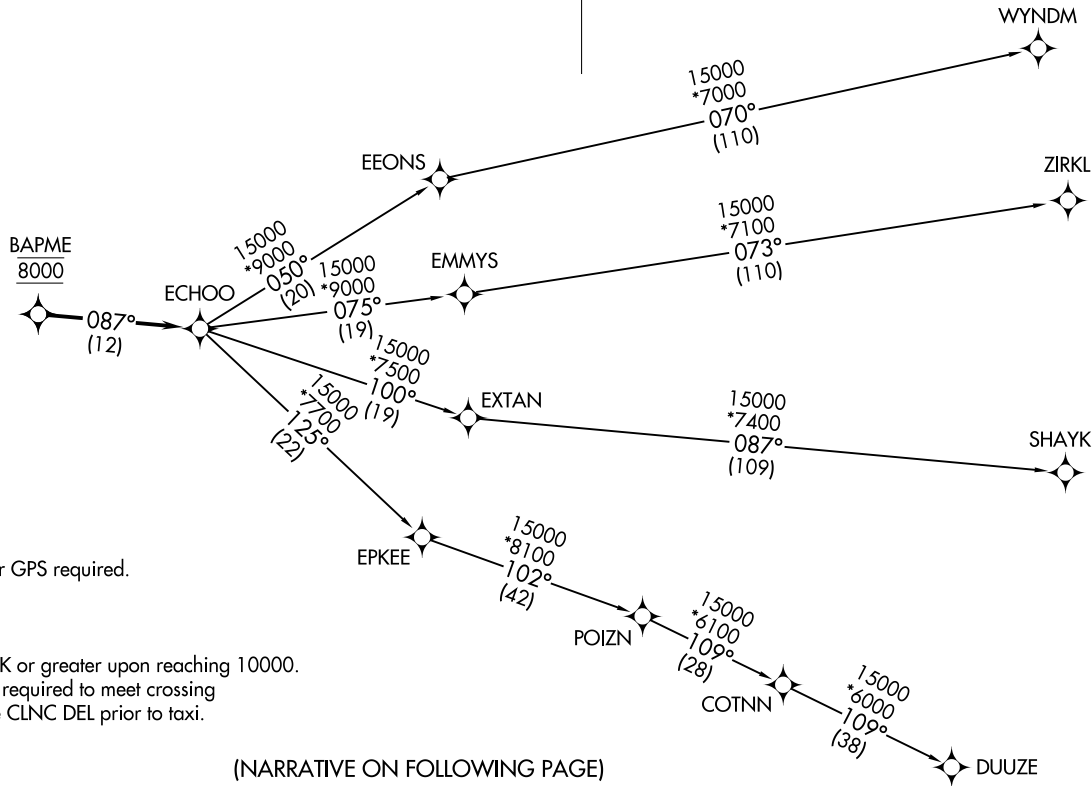 WYNDM
15000
*7000
070°
(110)
EEONS
ZIRKL
15000
*7100
073°
(110)
BAPME
8000
15000
*9000
050°
(20)
15000
*9000
075°
(19)
EMMYS
ECHOO
087°
(12)
15000
*7500
100°
(19)
EXTAN
15000
*7400
087°
(109)
SHAYK
15000
*7700
125°
(22)
EPKEE
15000
*8100
102°
(42)
r GPS required.
POIZN
15000
*6100
109°
(28)
K or greater upon reaching 10000.
required to meet crossing
CLNC DEL prior to taxi.
COTNN
15000
*6000
109°
(38)
(NARRATIVE ON FOLLOWING PAGE)
DUUZE